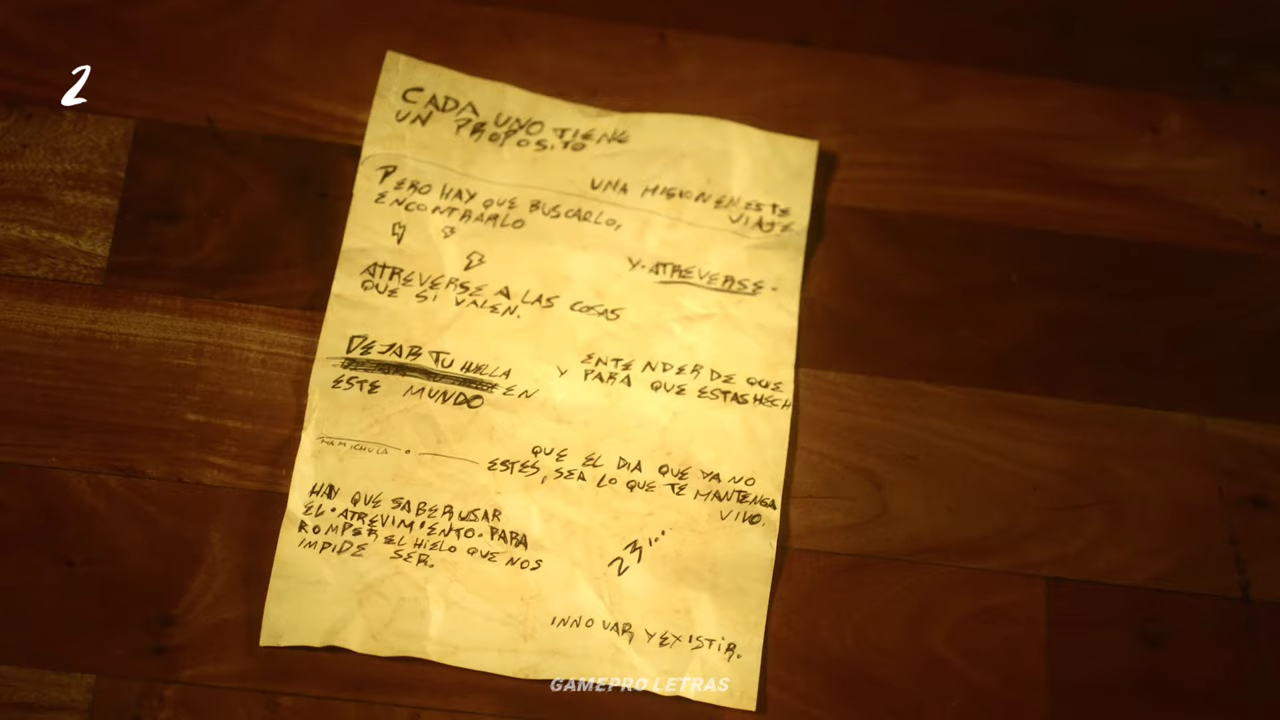 2
CADA UNO TIENE
UN PROPOSITO
UNA MISION EN ESTE
VIAJE
PERO HAY QUE BUSCARLO,
ENCONTRARLO
Y·ATREVERSE·
ATREVERSE A LAS COSAS
QUE SI VALEN.
DEJAR TU HUELLA
EN
ESTE MUNDO
ENTENDER DE QUE
Y PARA QUE ESTAS HECH
MAMICHULA
QUE EL DIA QUE YA NO
ESTES, SEA LO QUE TE MANTENGA
VIVO.
HAY QUE SABER USAR
EL·ATREVIMIENTO·PARA
ROMPER EL HIELO QUE NOS
IMPIDE SER.
23'...
INNOVAR Y EXISTIR.
GAMEPRO LETRAS